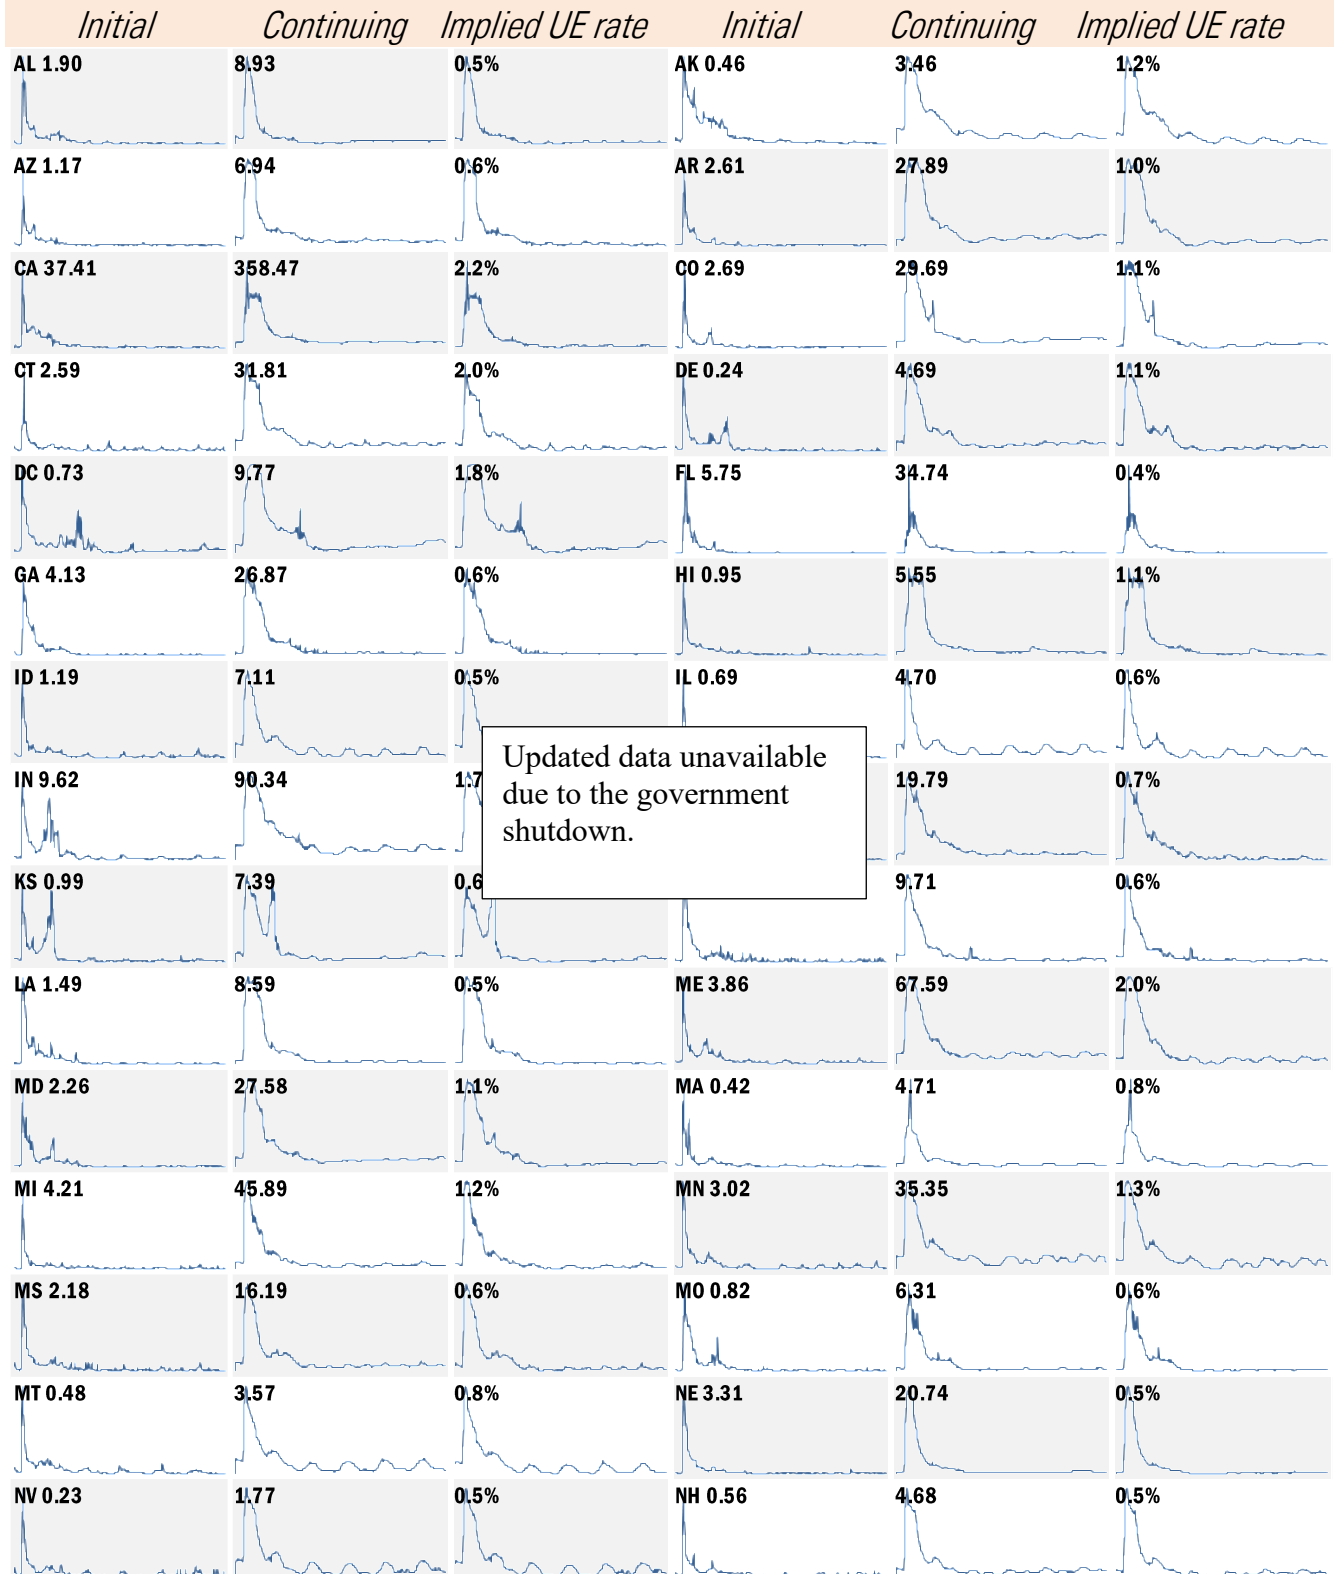 Initial Continuing Implied UE rate Initial Continuing Implied UE rate
AL 1.90 8.93 0.5% AK 0.46 3.46 1.2%
AZ 1.17 6.94 0.6% AR 2.61 27.89 1.0%
CA 37.41 358.47 2.2% CO 2.69 29.69 1.1%
CT 2.59 31.81 2.0% DE 0.24 4.69 1.1%
DC 0.73 9.77 1.8% FL 5.75 34.74 0.4%
GA 4.13 26.87 0.6% HI 0.95 5.55 1.1%
ID 1.19 7.11 0.5% IL 0.69 4.70 0.6%
Updated data unavailable
due to the government
shutdown.
IN 9.62 90.34 1.7 19.79 0.7%
KS 0.99 7.39 0.6 9.71 0.6%
LA 1.49 8.59 0.5% ME 3.86 67.59 2.0%
MD 2.26 27.58 1.1% MA 0.42 4.71 0.8%
MI 4.21 45.89 1.2% MN 3.02 35.35 1.3%
MS 2.18 16.19 0.6% MO 0.82 6.31 0.6%
MT 0.48 3.57 0.8% NE 3.31 20.74 0.5%
NV 0.23 1.77 0.5% NH 0.56 4.68 0.5%